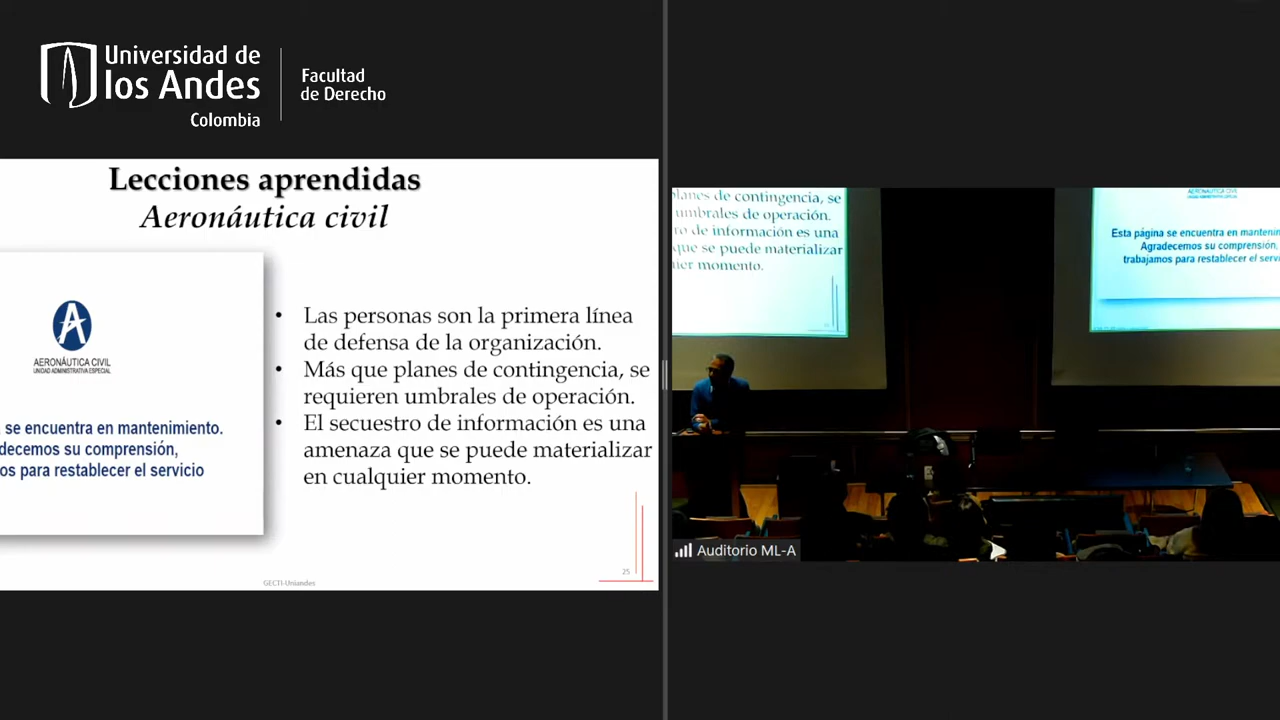 Universidad de
los Andes
Colombia
Facultad
de Derecho
Lecciones aprendidas
Aeronáutica civil
AERONÁUTICA CIVIL
UNIDAD ADMINISTRATIVA ESPECIAL
se encuentra en mantenimiento.
decemos su comprensión,
os para restablecer el servicio
• Las personas son la primera línea
de defensa de la organización.
• Más que planes de contingencia, se
requieren umbrales de operación.
• El secuestro de información es una
amenaza que se puede materializar
en cualquier momento.
GECTI-Uniandes
25
planes de contingencia, se
umbrales de operación.
ro de información es una
que se puede materializar
uier momento.
AERONÁUTICA CIVIL
Esta página se encuentra en mantenim
Agradecemos su comprensión,
trabajamos para restablecer el servi
Auditorio ML-A